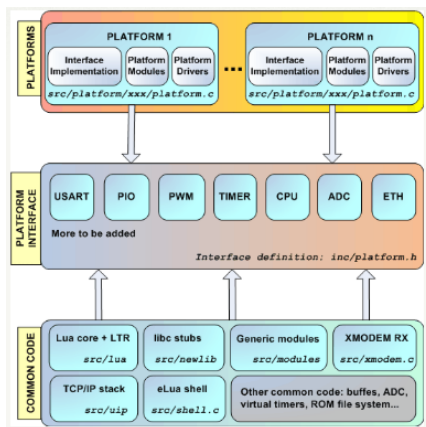 PLATFORMS
PLATFORM 1
Interface
Implementation
Platform
Modules
Platform
Drivers
src/platform/xxx/platform.c
...
PLATFORM n
Interface
Implementation
Platform
Modules
Platform
Drivers
src/platform/xxx/platform.c
PLATFORM
INTERFACE
USART
PIO
PWM
TIMER
CPU
ADC
ETH
More to be added
Interface definition: inc/platform.h
COMMON CODE
Lua core + LTR
src/lua
libc stubs
src/newlib
Generic modules
src/modules
XMODEM RX
src/xmodem.c
TCP/IP stack
src/uip
eLua shell
src/shell.c
Other common code: buffes, ADC,
virtual timers, ROM file system...